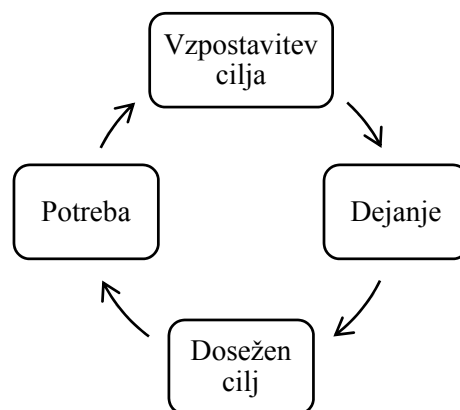 Vzpostavitev
cilja
Potreba
Dejanje
Dosežen
cilj